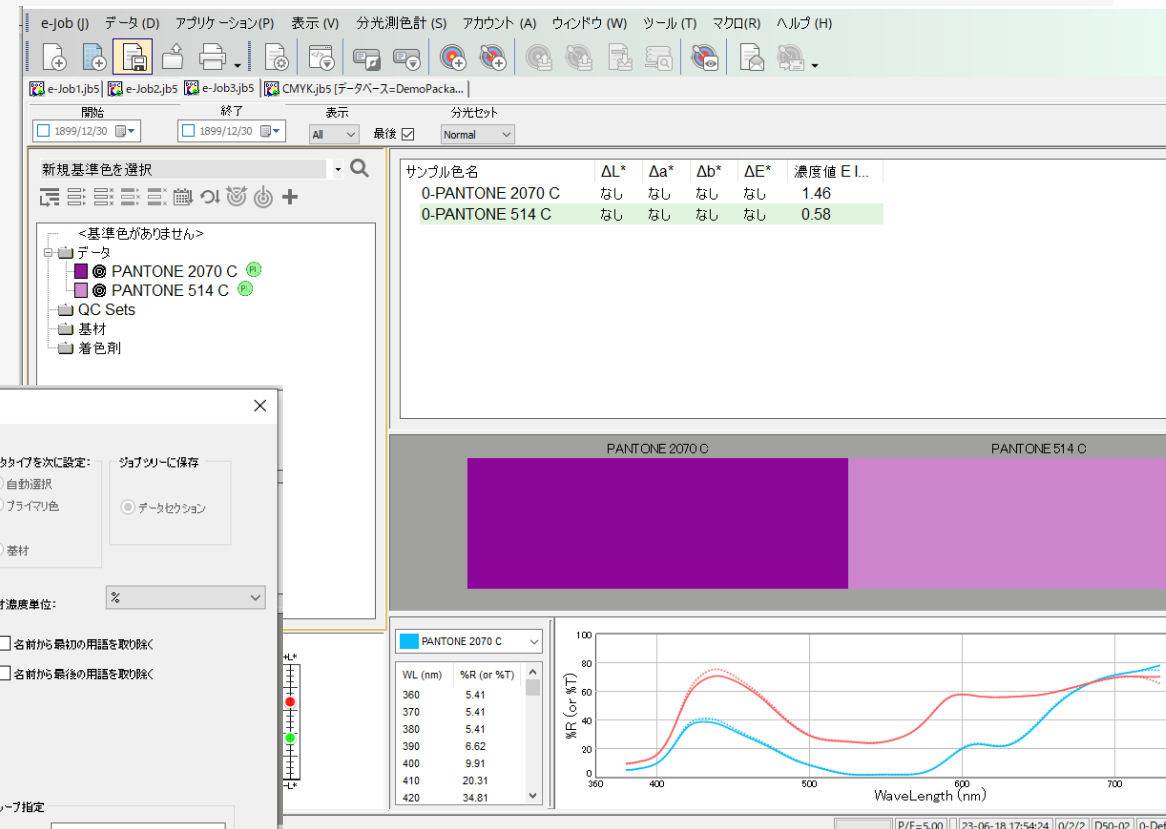 e-Job (J) データ (D) アプリケーション(P) 表示 (V) 分光測色計 (S) アカウント (A) ウィンドウ (W) ツール (T) マクロ(R) ヘルプ (H)
e-Job1.jb5 e-Job2.jb5 e-Job3.jb5 CMYK.jb5 [データベース=DemoPacka...
開始 終了 表示 分光セット
1899/12/30 1899/12/30 All 最後 Normal
新規基準色を選択
<基準色がありません>
データ
PANTONE 2070 C
PANTONE 514 C
QC Sets
基材
着色剤
サンプル色名 ΔL* Δa* Δb* ΔE* 濃度値 E I...
0-PANTONE 2070 C なし なし なし なし 1.46
0-PANTONE 514 C なし なし なし なし 0.58
タタイプを次に設定: ジョブツリーに保存
自動選択
プライマリ色 データセクション
基材
濃度単位: %
名前から最初の用語を取り除く
名前から最後の用語を取り除く
ループ指定
+L*
-L*
PANTONE 2070 C PANTONE 514 C
PANTONE 2070 C
WL (nm) %R (or %T)
360 5.41
370 5.41
380 5.41
390 6.62
400 9.91
410 20.31
420 34.81
%R (or %T)
100
80
60
40
20
0
360 400 500 600 700
WaveLength (nm)
P/F=5.00 23-06-18 17:54:24 0/2/2 D50-02 0-Def